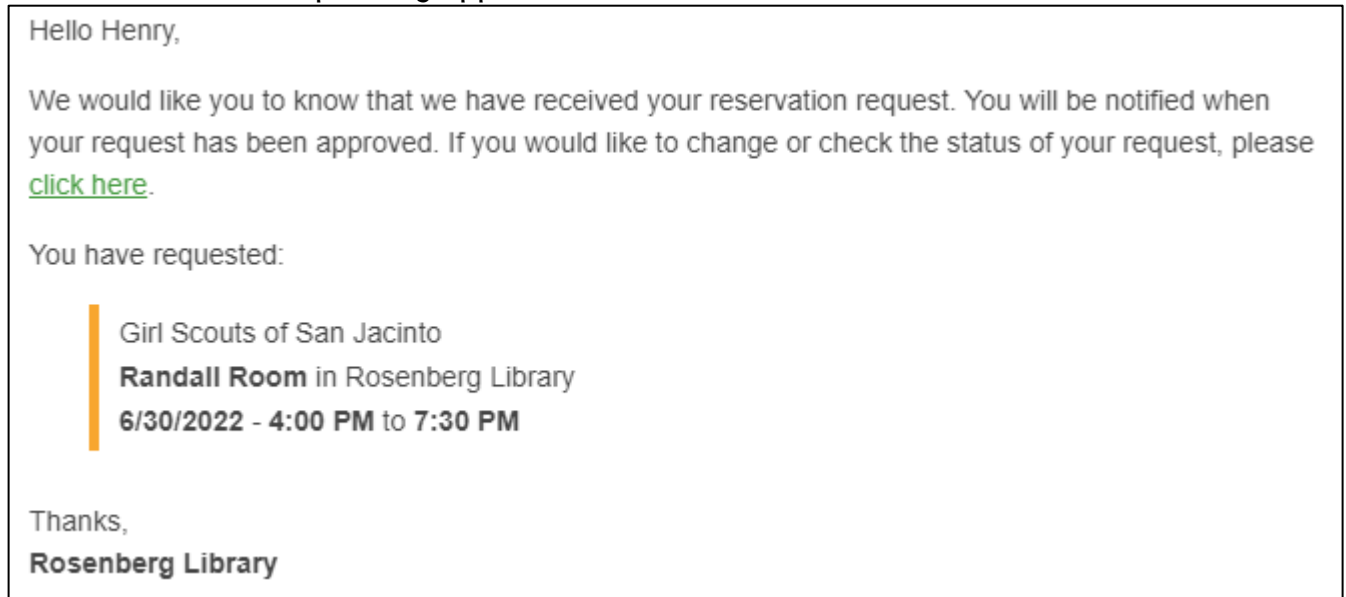 Hello Henry,
We would like you to know that we have received your reservation request. You will be notified when
your request has been approved. If you would like to change or check the status of your request, please
click here.
You have requested:
Girl Scouts of San Jacinto
Randall Room in Rosenberg Library
6/30/2022 - 4:00 PM to 7:30 PM
Thanks,
Rosenberg Library